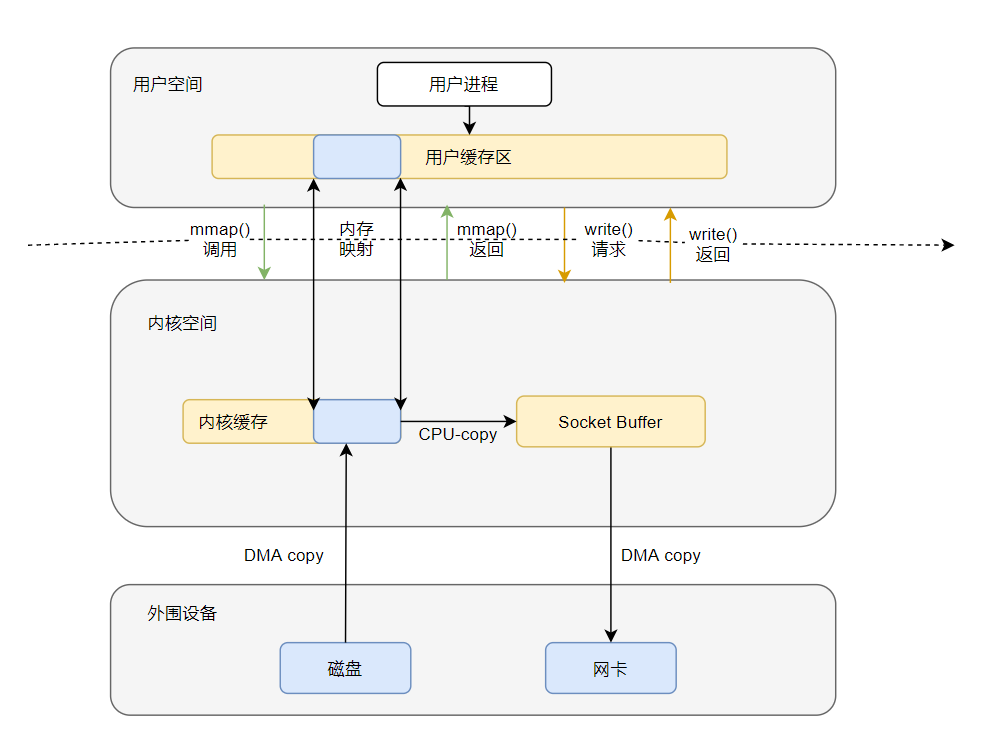 用户空间
用户进程
用户缓存区
mmap()
调用
内存
映射
mmap()
返回
write()
请求
write()
返回
内核空间
内核缓存
CPU-copy
Socket Buffer
DMA copy
DMA copy
外围设备
磁盘
网卡